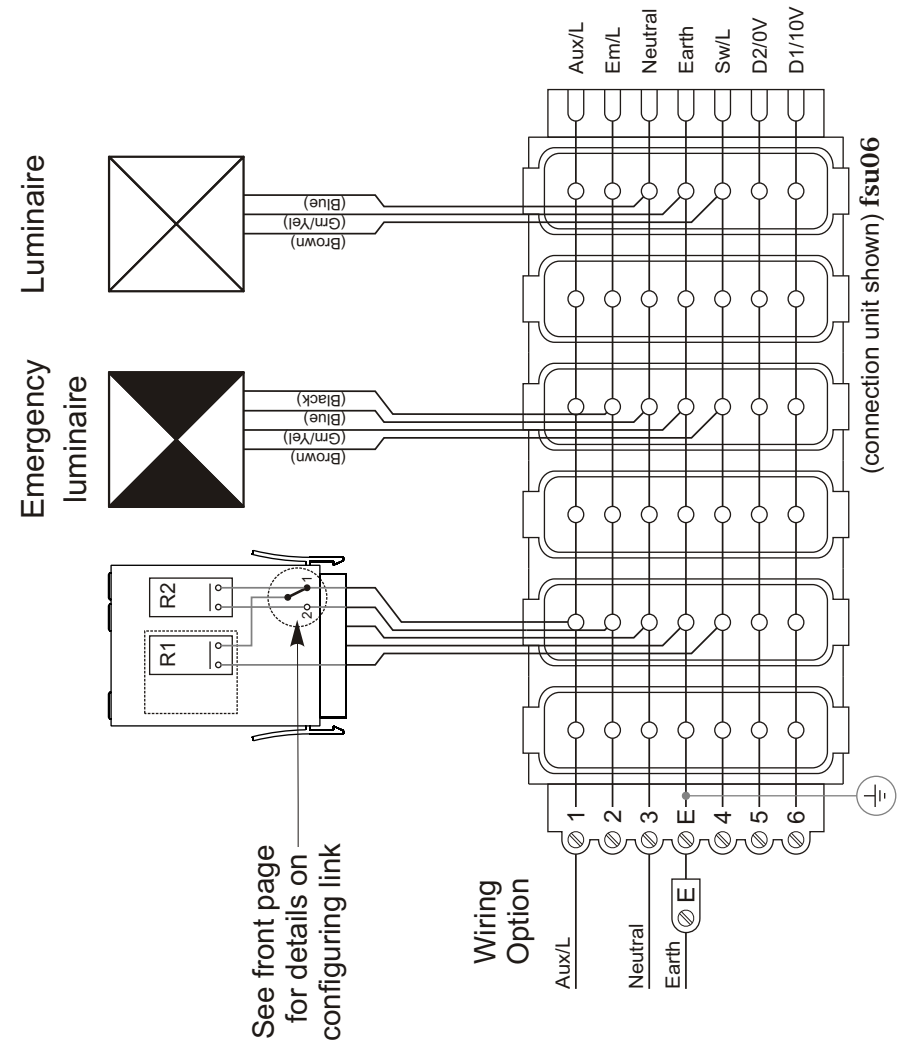 Luminaire
Emergency
luminaire
(Blue)
(Grn/Yel)
(Brown)
(Black)
(Blue)
(Grn/Yel)
(Brown)
R2
R1
1
2
See front page
for details on
configuring link
Wiring
Option
Aux/L
Neutral
Earth
E
1
2
3
E
4
5
6
Aux/L
Em/L
Neutral
Earth
Sw/L
D2/0V
D1/10V
(connection unit shown) fsu06